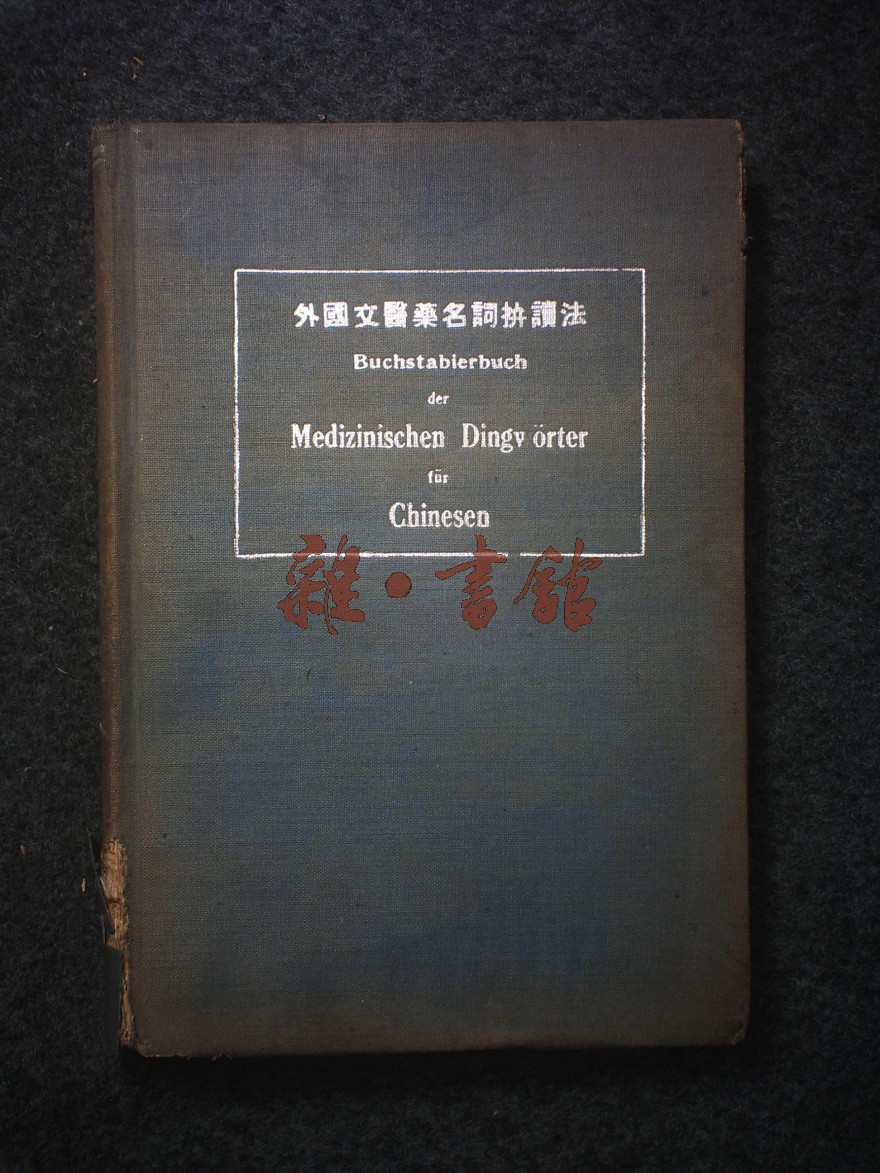 外國文醫藥名詞拚讀法
Buchstabierbuch
der
Medizinischen Dingv örter
für
Chinesen
雜·書館